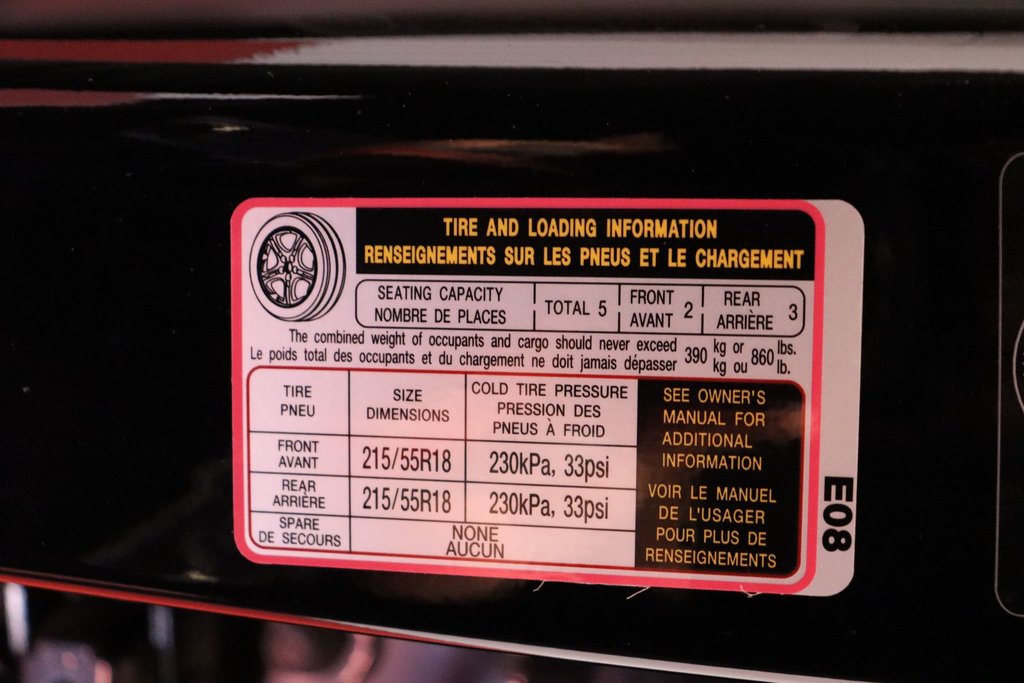 TIRE AND LOADING INFORMATION
RENSEIGNEMENTS SUR LES PNEUS ET LE CHARGEMENT
SEATING CAPACITY
NOMBRE DE PLACES
TOTAL 5
FRONT
AVANT
2
REAR
ARRIÈRE
3
The combined weight of occupants and cargo should never exceed 390 kg or 860 lbs.
Le poids total des occupants et du chargement ne doit jamais dépasser 390 kg ou 860 lb.
TIRE
PNEU
SIZE
DIMENSIONS
COLD TIRE PRESSURE
PRESSION DES
PNEUS À FROID
FRONT
AVANT
215/55R18
230kPa, 33psi
REAR
ARRIÈRE
215/55R18
230kPa, 33psi
SPARE
DE SECOURS
NONE
AUCUN
SEE OWNER'S
MANUAL FOR
ADDITIONAL
INFORMATION
VOIR LE MANUEL
DE L'USAGER
POUR PLUS DE
RENSEIGNEMENTS
E08